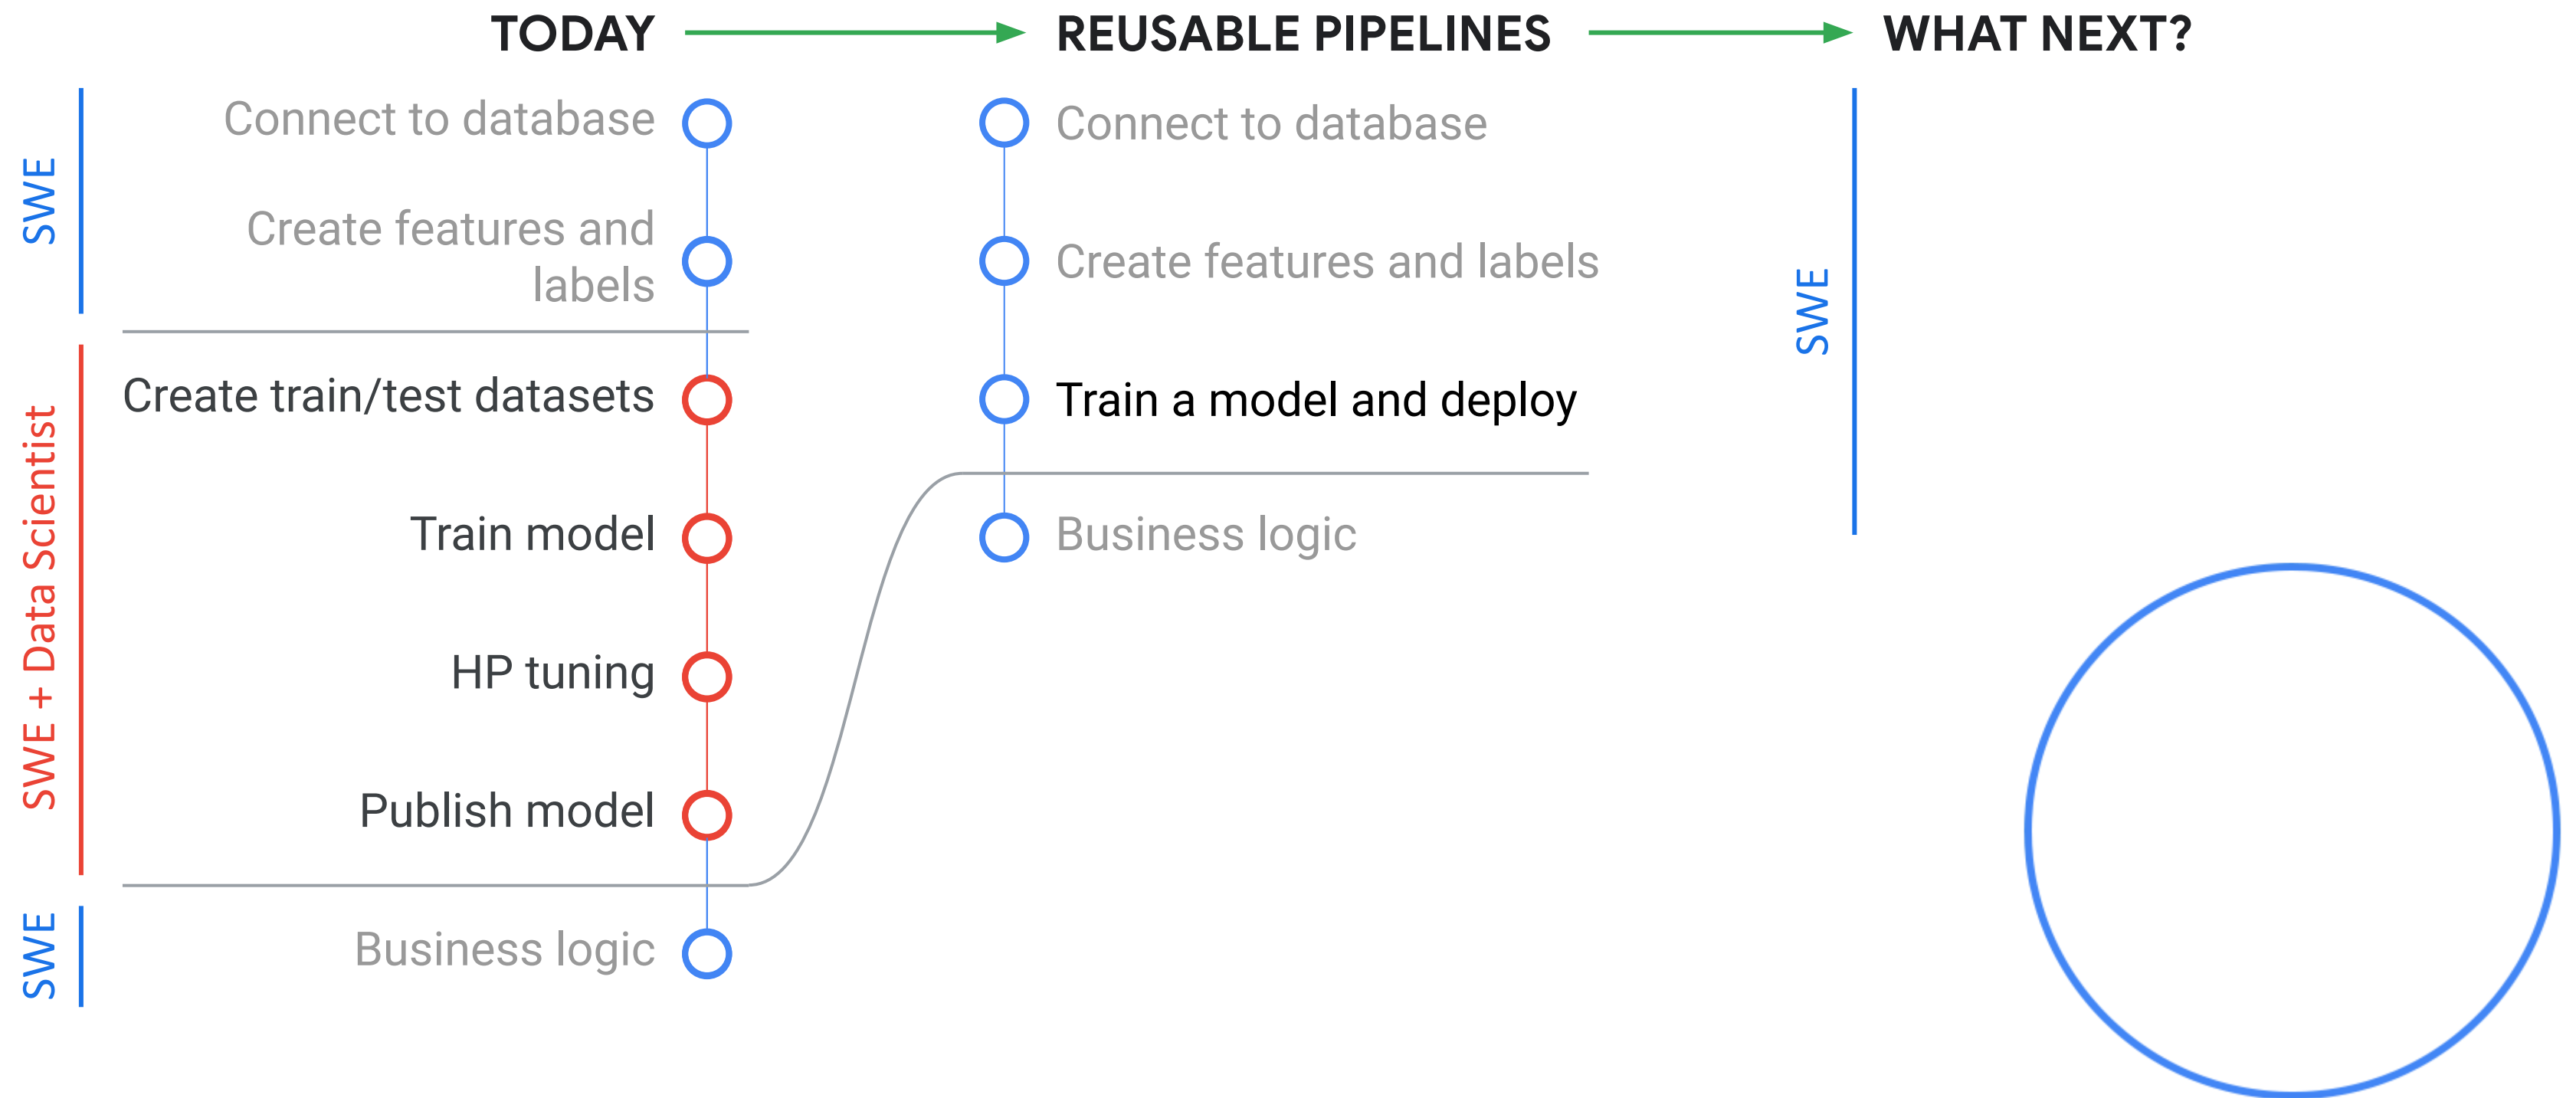 TODAY
REUSABLE PIPELINES
WHAT NEXT?
SWE
Connect to database
Create features and
labels
SWE + Data Scientist
Create train/test datasets
Train model
HP tuning
Publish model
SWE
Business logic
Connect to database
Create features and labels
Train a model and deploy
Business logic
SWE